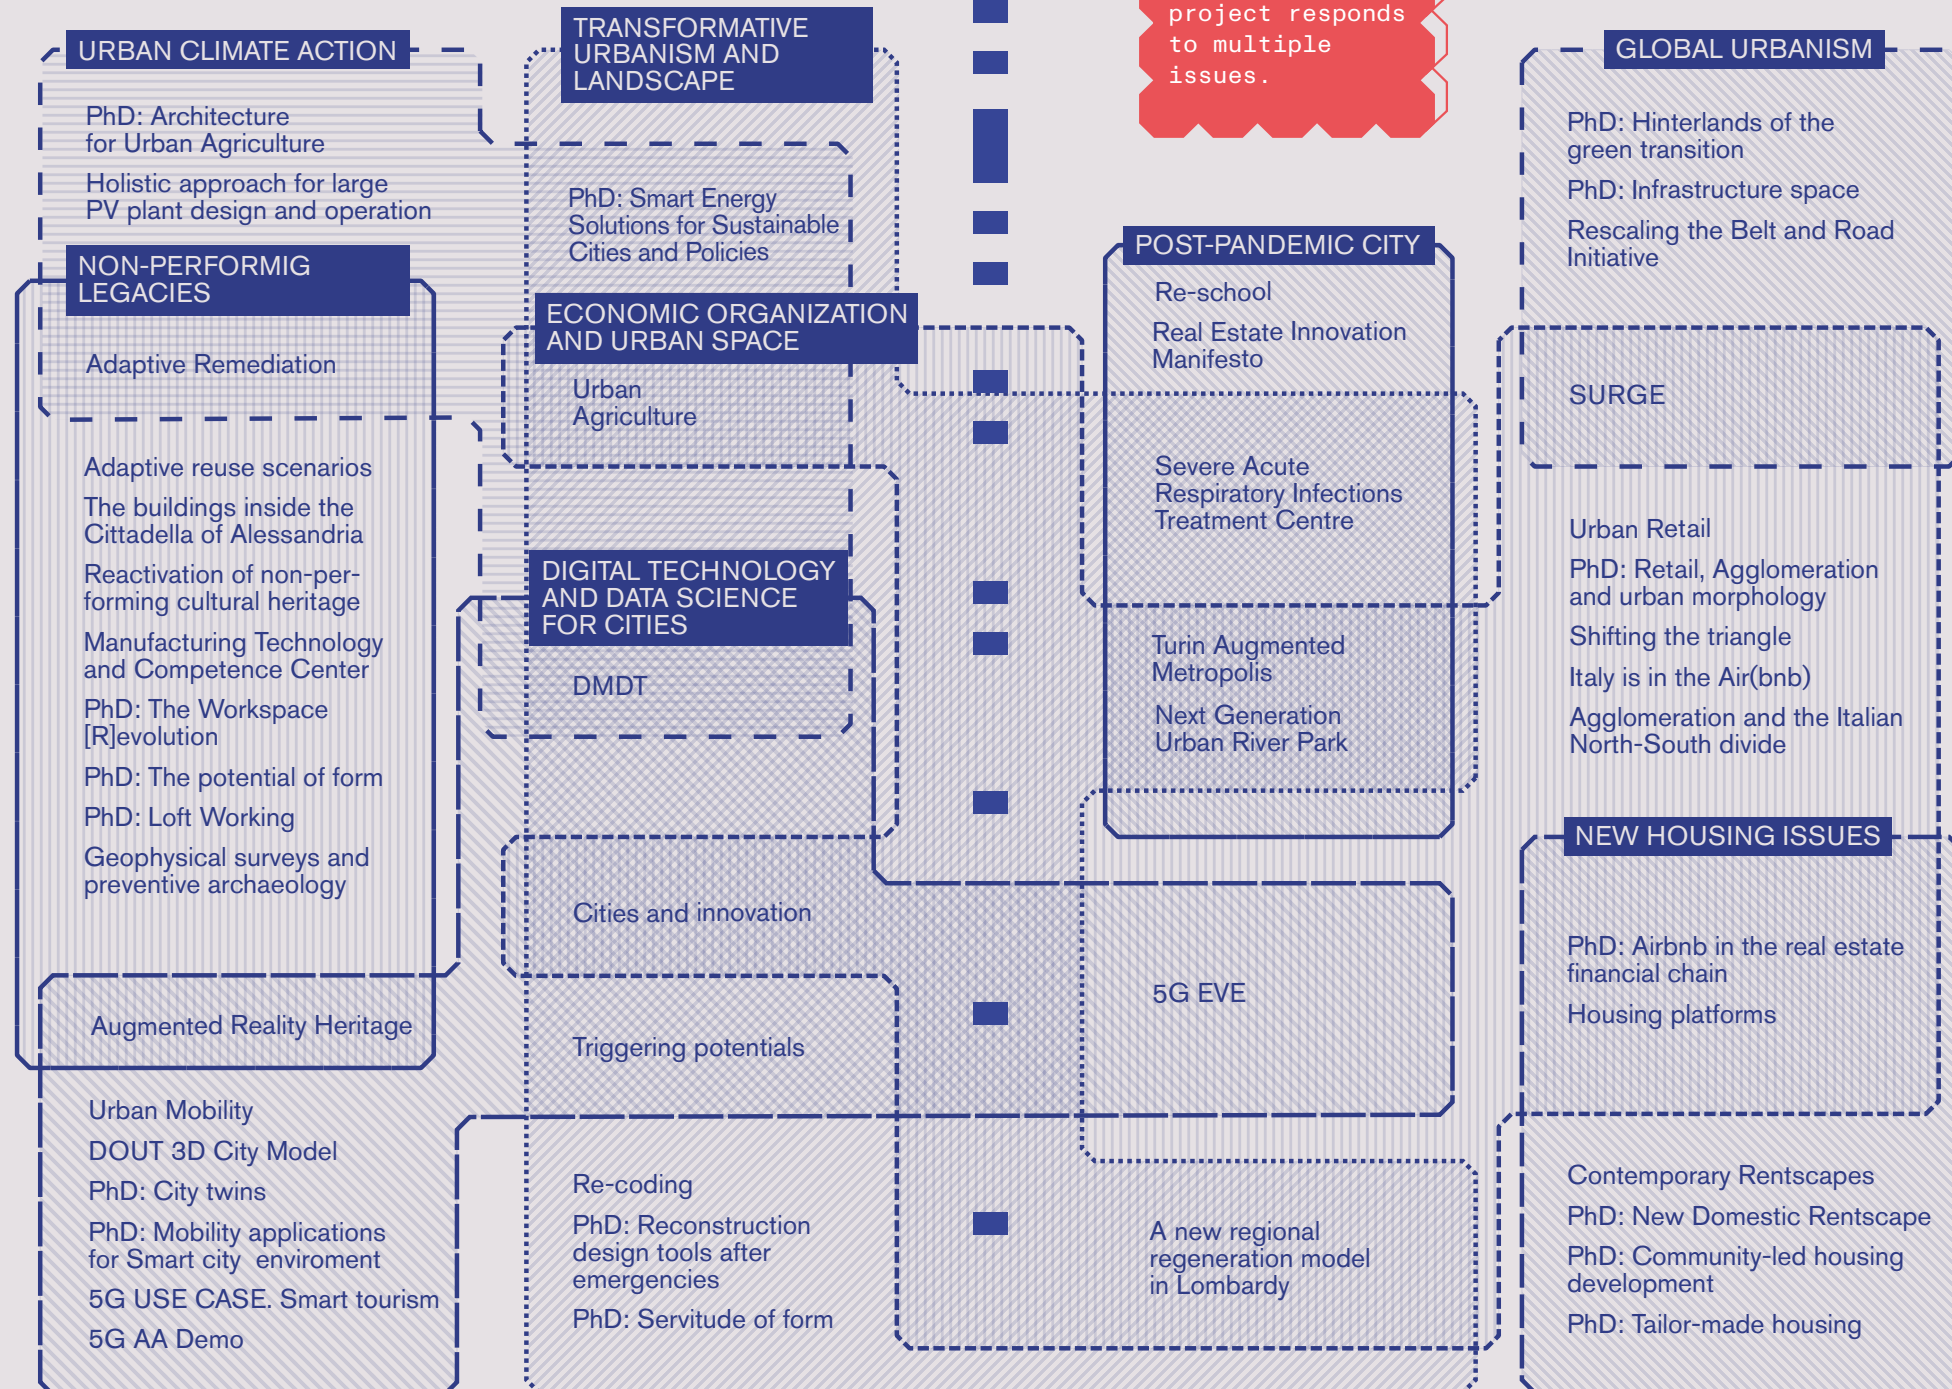 URBAN CLIMATE ACTION
PhD: Architecture
for Urban Agriculture
Holistic approach for large
PV plant design and operation
NON-PERFORMIG
LEGACIES
Adaptive Remediation
Adaptive reuse scenarios
The buildings inside the
Cittadella of Alessandria
Reactivation of non-per-
forming cultural heritage
Manufacturing Technology
and Competence Center
PhD: The Workspace
[R]evolution
PhD: The potential of form
PhD: Loft Working
Geophysical surveys and
preventive archaeology
Augmented Reality Heritage
Urban Mobility
DOUT 3D City Model
PhD: City twins
PhD: Mobility applications
for Smart city enviroment
5G USE CASE. Smart tourism
5G AA Demo
TRANSFORMATIVE
URBANISM AND
LANDSCAPE
PhD: Smart Energy
Solutions for Sustainable
Cities and Policies
ECONOMIC ORGANIZATION
AND URBAN SPACE
Urban
Agriculture
DIGITAL TECHNOLOGY
AND DATA SCIENCE
FOR CITIES
DMDT
Cities and innovation
Triggering potentials
Re-coding
PhD: Reconstruction
design tools after
emergencies
PhD: Servitude of form
project responds
to multiple
issues.
POST-PANDEMIC CITY
Re-school
Real Estate Innovation
Manifesto
Severe Acute
Respiratory Infections
Treatment Centre
Turin Augmented
Metropolis
Next Generation
Urban River Park
5G EVE
A new regional
regeneration model
in Lombardy
GLOBAL URBANISM
PhD: Hinterlands of the
green transition
PhD: Infrastructure space
Rescaling the Belt and Road
Initiative
SURGE
Urban Retail
PhD: Retail, Agglomeration
and urban morphology
Shifting the triangle
Italy is in the Air(bnb)
Agglomeration and the Italian
North-South divide
NEW HOUSING ISSUES
PhD: Airbnb in the real estate
financial chain
Housing platforms
Contemporary Rentscapes
PhD: New Domestic Rentscape
PhD: Community-led housing
development
PhD: Tailor-made housing